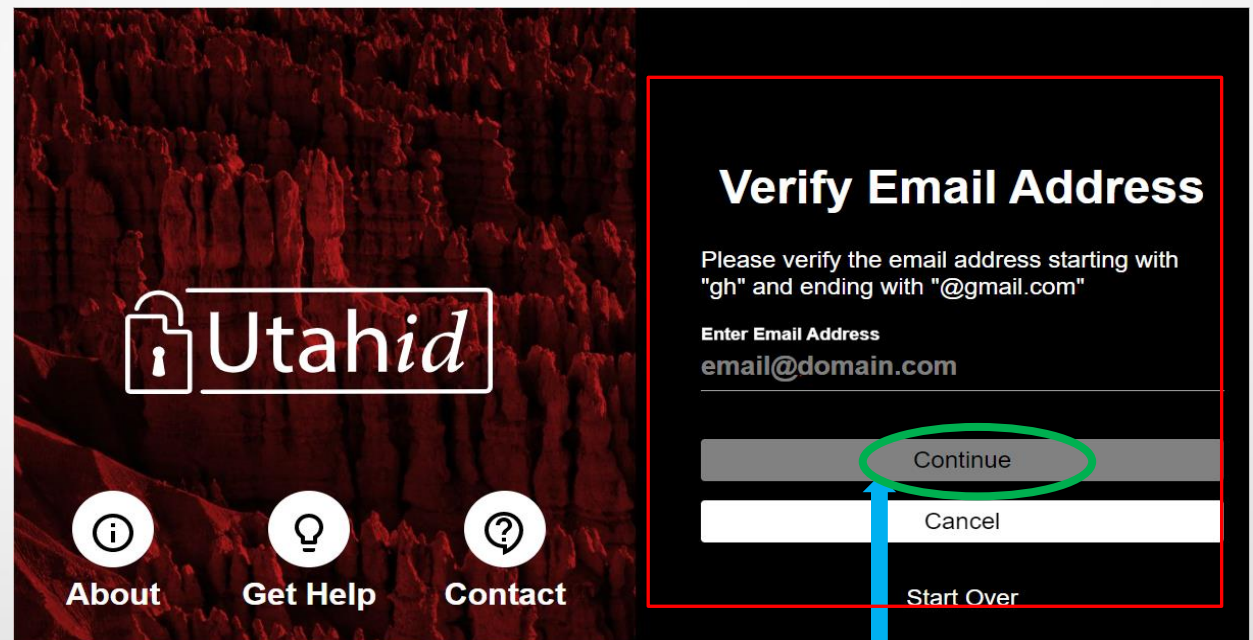 Utahid
About
Get Help
Contact
Verify Email Address
Please verify the email address starting with
"gh" and ending with "@gmail.com"
Enter Email Address
email@domain.com
Continue
Cancel
Start Over